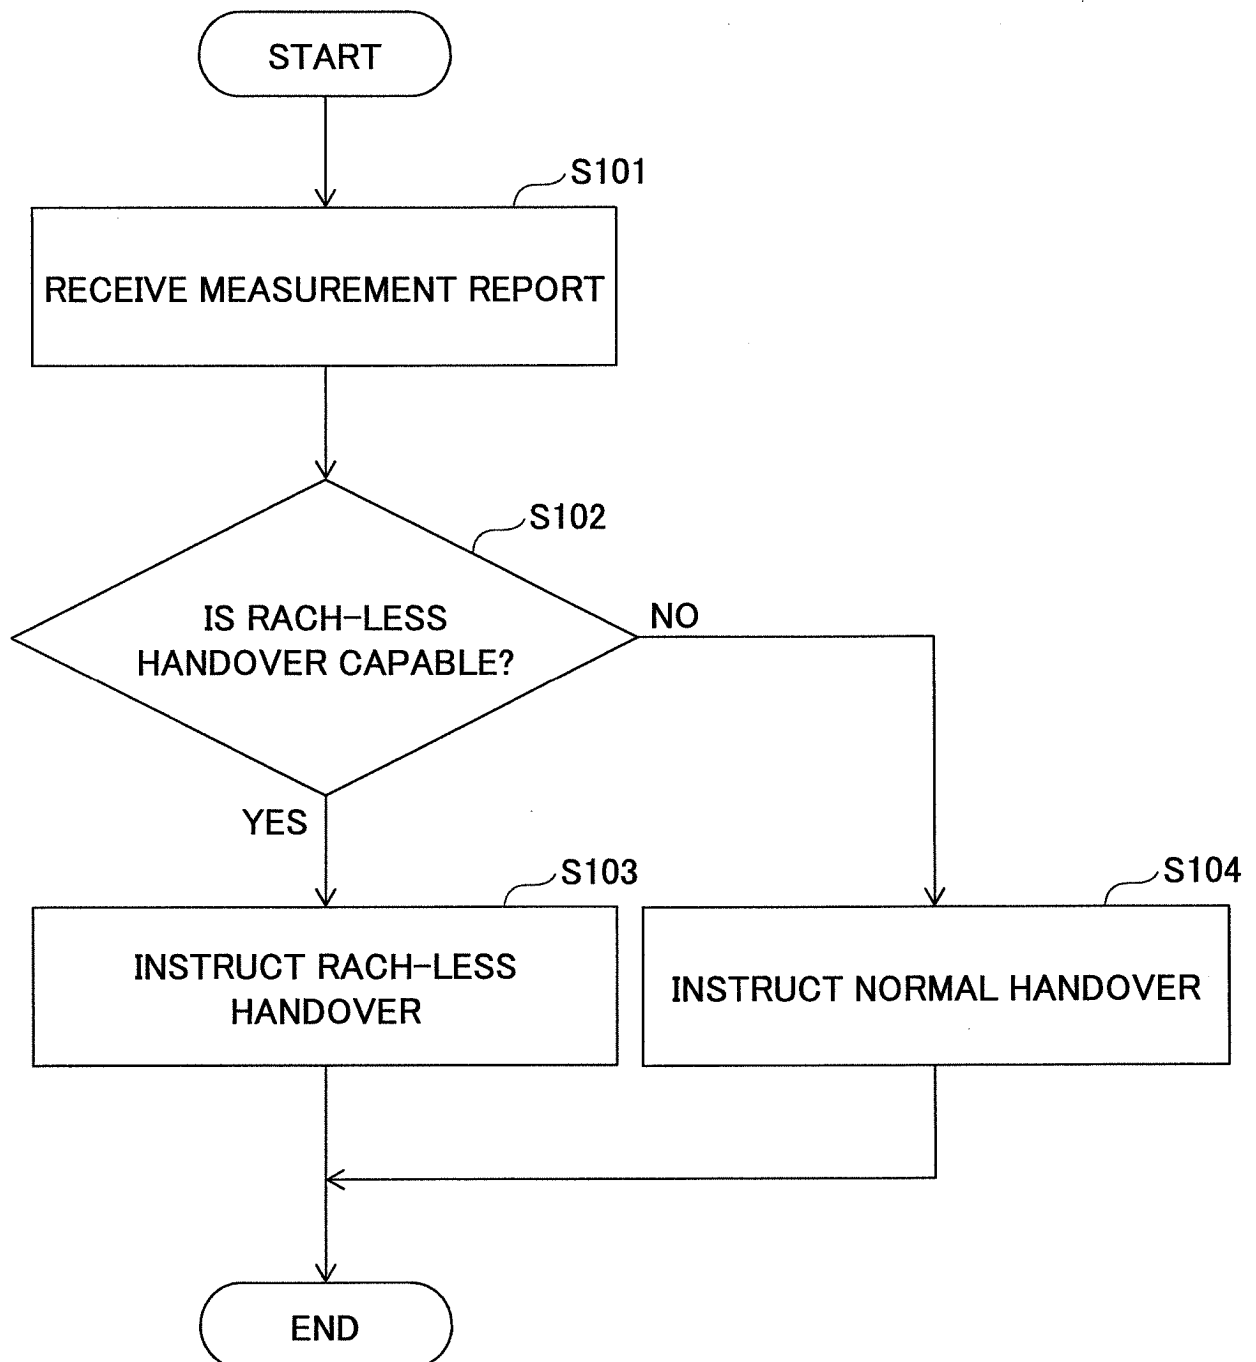 START
S101
RECEIVE MEASUREMENT REPORT
S102
IS RACH-LESS
HANDOVER CAPABLE?
NO
YES
S103
INSTRUCT RACH-LESS
HANDOVER
S104
INSTRUCT NORMAL HANDOVER
END